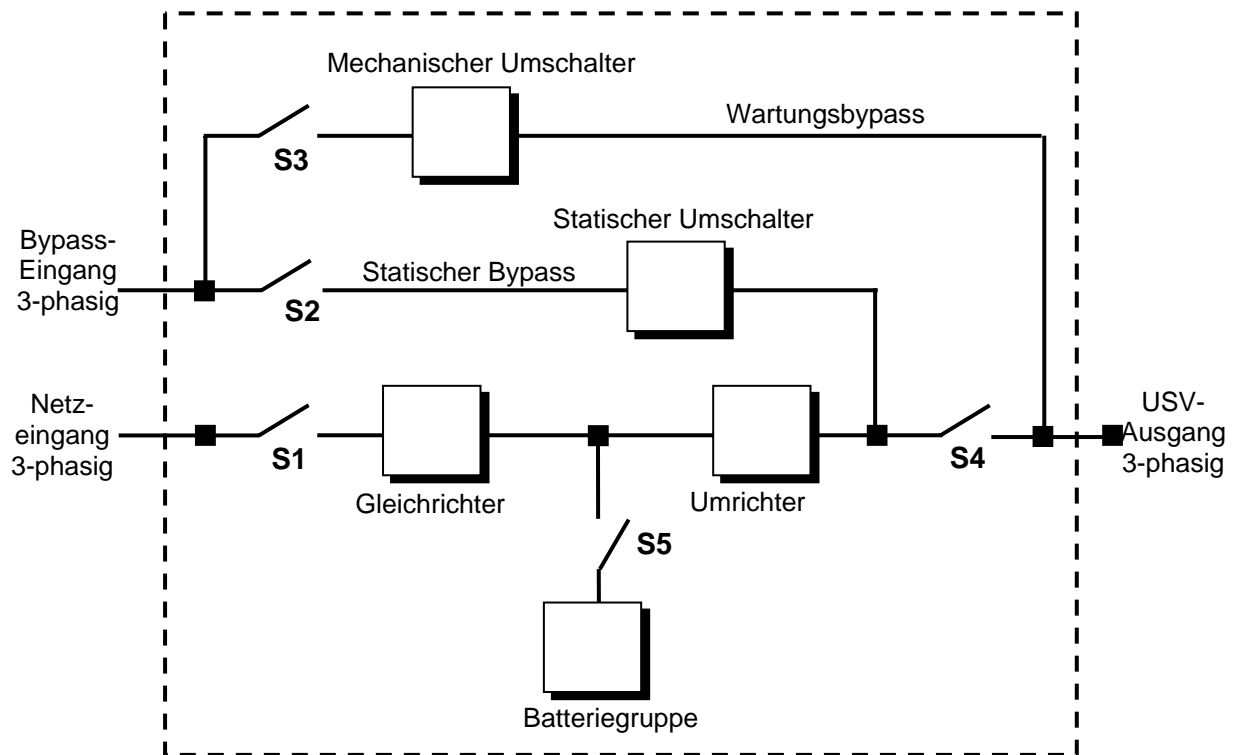 Mechanischer Umschalter
Wartungsbypass
S3
Statischer Umschalter
Bypass-
Eingang
3-phasig
Statischer Bypass
S2
Netz-
eingang
3-phasig
S1
Gleichrichter
Umrichter
S4
USV-
Ausgang
3-phasig
S5
Batteriegruppe